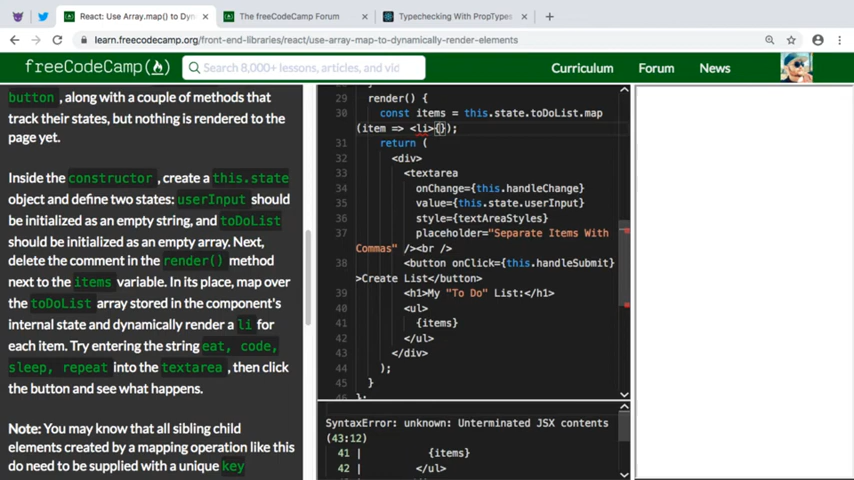 React: Use Array.map() to Dyn
The freeCodeCamp Forum
Typechecking With PropTypes
learn.freecodecamp.org/front-end-libraries/react/use-array-map-to-dynamically-render-elements
freeCodeCamp
Search 8,000+ lessons, articles, and vid
Curriculum
Forum
News
button , along with a couple of methods that
track their states, but nothing is rendered to the
page yet.
Inside the constructor , create a this.state
object and define two states: userInput should
be initialized as an empty string, and toDoList
should be initialized as an empty array. Next,
delete the comment in the render() method
next to the items variable. In its place, map over
the toDoList array stored in the component's
internal state and dynamically render a li for
each item. Try entering the string eat, code,
sleep, repeat into the textarea , then click
the button and see what happens.
Note: You may know that all sibling child
elements created by a mapping operation like this
do need to be supplied with a unique key
29 render() {
30 const items = this.state.toDoList.map
(item => <li>{});
31 return (
32 <div>
33 <textarea
34 onChange={this.handleChange}
35 value={this.state.userInput}
36 style={textAreaStyles}
37 placeholder="Separate Items With
Commas" /><br />
38 <button onClick={this.handleSubmit}
>Create List</button>
39 <h1>My "To Do" List:</h1>
40 <ul>
41 {items}
42 </ul>
43 </div>
44 );
45 }
46 };
SyntaxError: unknown: Unterminated JSX contents
(43:12)
41 | {items}
42 | </ul>